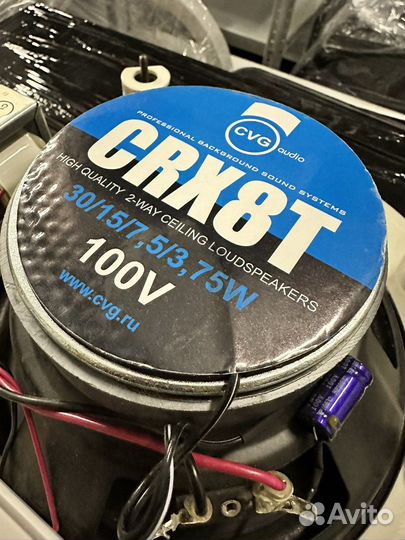 CVG audio
PROFESSIONAL BACKGROUND SOUND SYSTEMS
CRX8T
HIGH QUALITY 2-WAY CEILING LOUDSPEAKERS
30/15/7,5/3,75W
100V
www.cvg.ru
Avito